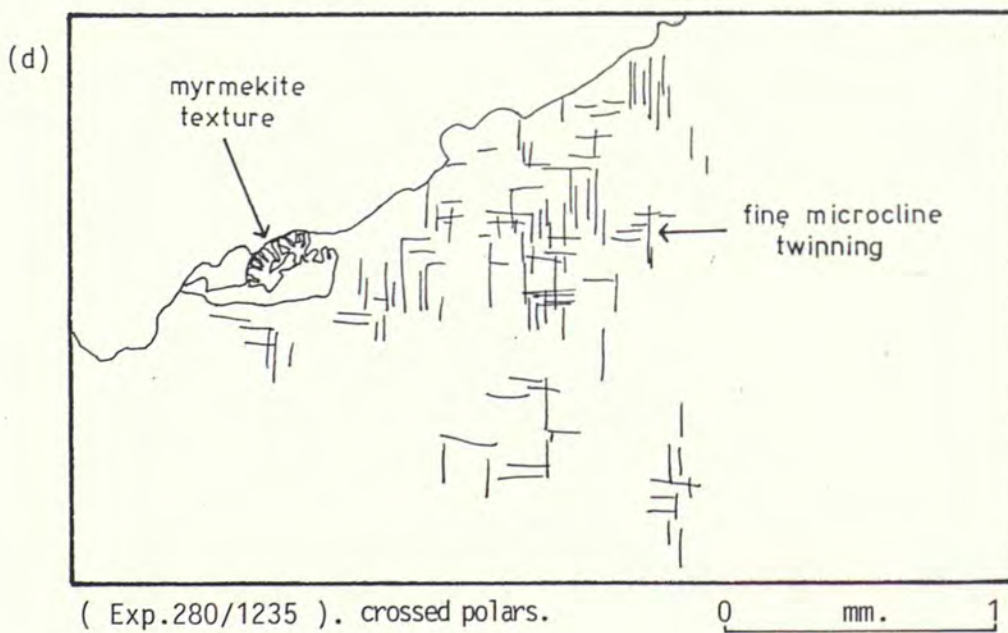 (d)
myrmekite
texture
fine microcline
twinning
( Exp.280/1235 ). crossed polars. 0 mm. 1